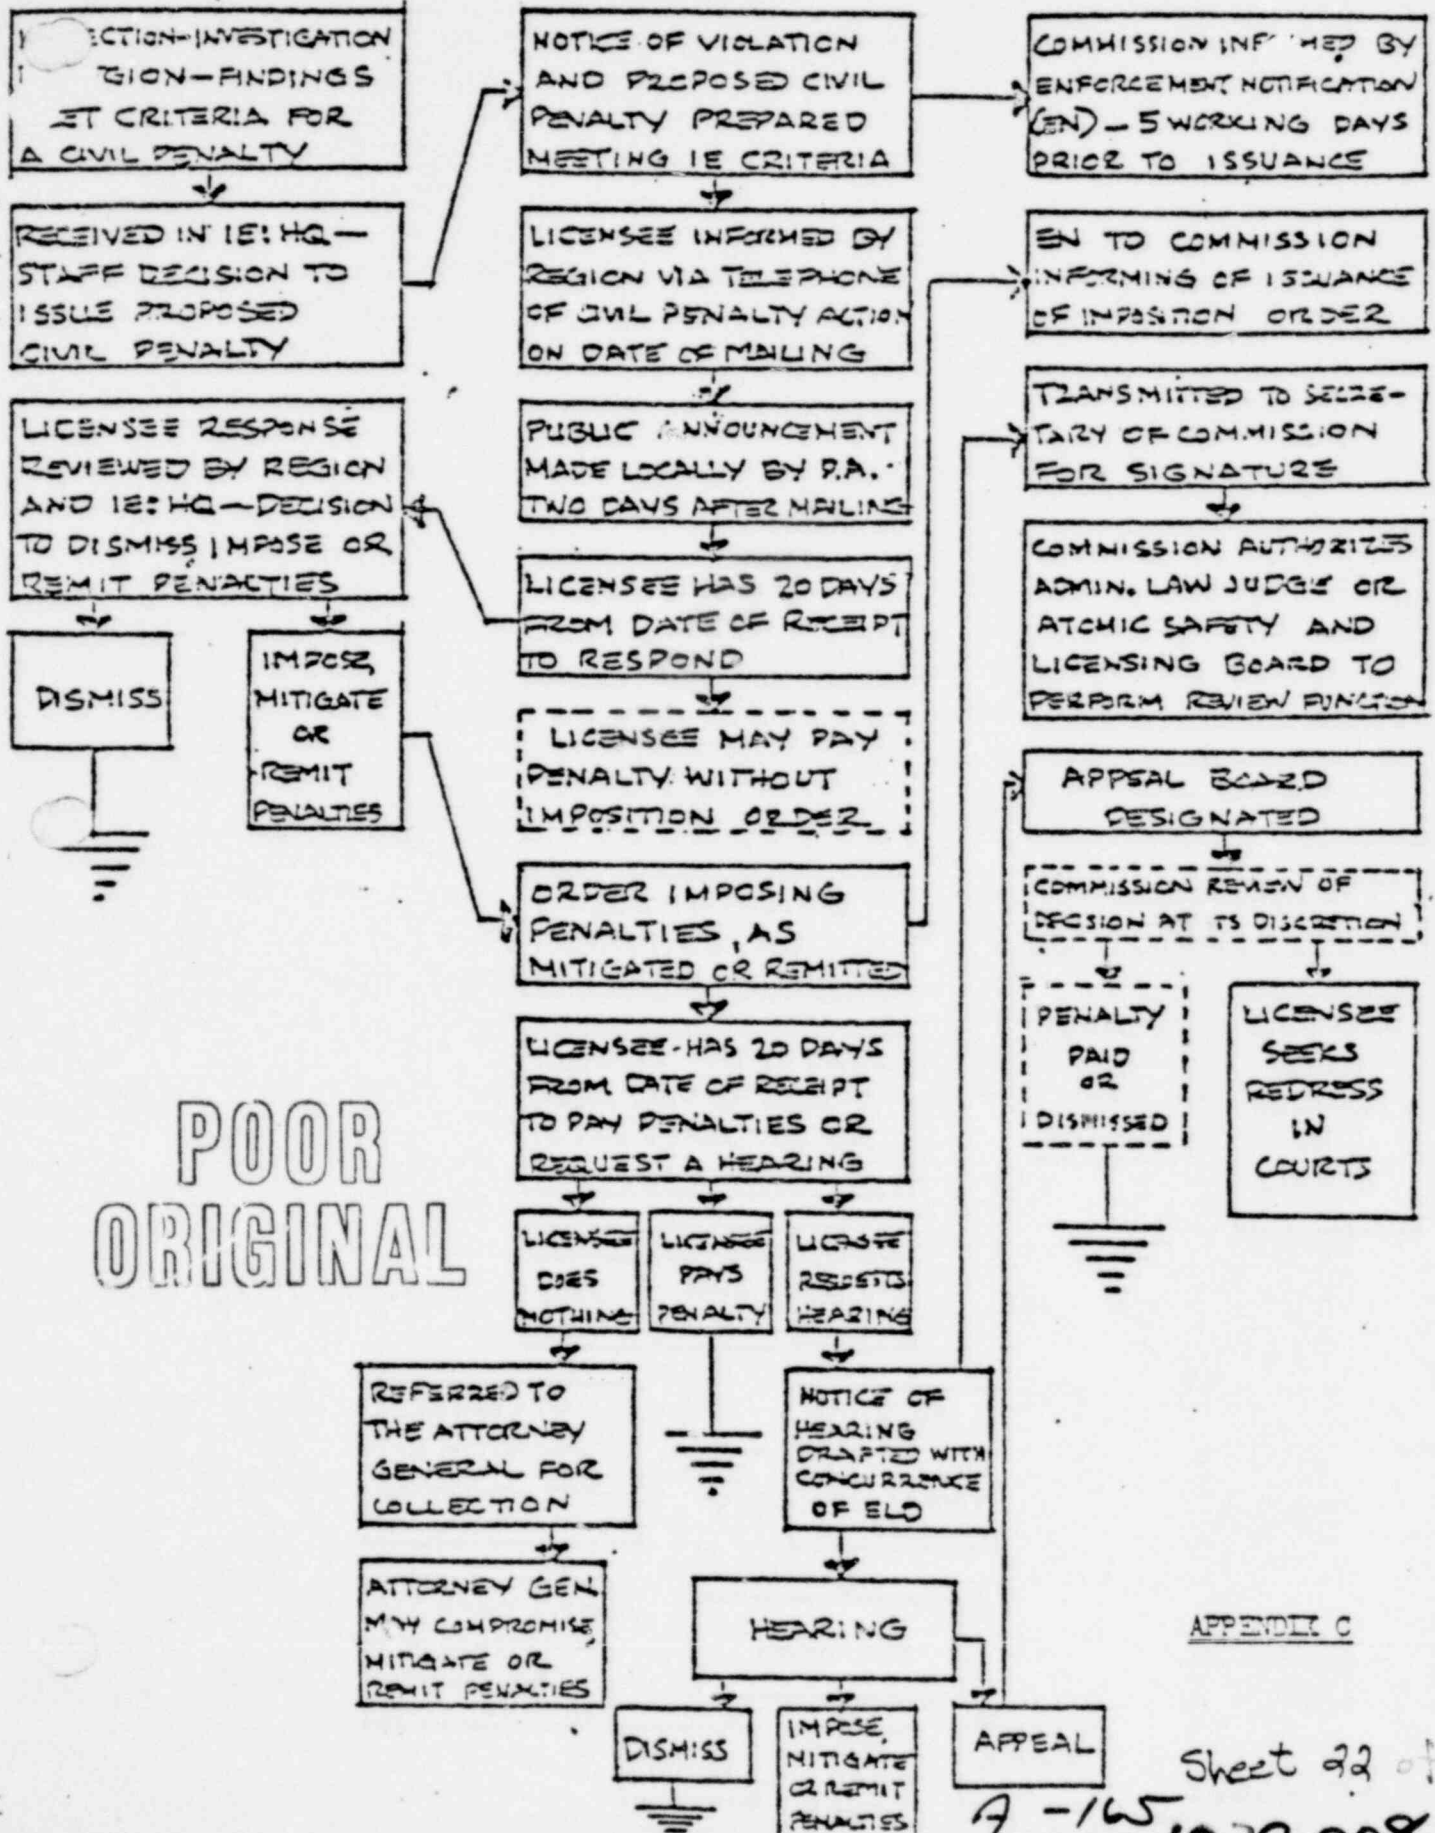 ECTION-INVESTIGATION
GION-FINDINGS
ET CRITERIA FOR
A CIVIL PENALTY
RECEIVED IN IE:HQ—
STAFF DECISION TO
ISSUE PROPOSED
CIVIL PENALTY
LICENSEE RESPONSE
REVIEWED BY REGION
AND IE:HQ—DECISION
TO DISMISS, IMPOSE OR
REMIT PENALTIES
DISMISS
IMPOSE,
MITIGATE
OR
REMIT
PENALTIES
NOTICE OF VIOLATION
AND PROPOSED CIVIL
PENALTY PREPARED
MEETING IE CRITERIA
LICENSEE INFORMED BY
REGION VIA TELEPHONE
OF CIVIL PENALTY ACTION
ON DATE OF MAILING
PUBLIC ANNOUNCEMENT
MADE LOCALLY BY P.A.
TWO DAYS AFTER MAILING
LICENSEE HAS 20 DAYS
FROM DATE OF RECEIPT
TO RESPOND
LICENSEE MAY PAY
PENALTY WITHOUT
IMPOSITION ORDER
ORDER IMPOSING
PENALTIES, AS
MITIGATED OR REMITTED
LICENSEE HAS 20 DAYS
FROM DATE OF RECEIPT
TO PAY PENALTIES OR
REQUEST A HEARING
LICENSEE
DOES
NOTHING
LICENSEE
PAYS
PENALTY
LICENSEE
REQUESTS
HEARING
REFERRED TO
THE ATTORNEY
GENERAL FOR
COLLECTION
ATTORNEY GEN
MAY COMPROMISE,
MITIGATE OR
REMIT PENALTIES
NOTICE OF
HEARING
DRAFTED WITH
CONCURRENCE
OF ELD
HEARING
DISMISS
IMPOSE,
MITIGATE
OR REMIT
PENALTIES
APPEAL
COMMISSION INF MED BY
ENFORCEMENT NOTIFICATION
(EN) – 5 WORKING DAYS
PRIOR TO ISSUANCE
EN TO COMMISSION
INFORMING OF ISSUANCE
OF IMPOSITION ORDER
TRANSMITTED TO SECRE-
TARY OF COMMISSION
FOR SIGNATURE
COMMISSION AUTHORIZES
ADMIN. LAW JUDGE OR
ATOMIC SAFETY AND
LICENSING BOARD TO
PERFORM REVIEW FUNCTION
APPEAL BOARD
DESIGNATED
COMMISSION REVIEW OF
DECISION AT ITS DISCRETION
PENALTY
PAID
OR
DISMISSED
LICENSEE
SEEKS
REDRESS
IN
COURTS
POOR
ORIGINAL
APPENDIX C
Sheet 22 of
A-165